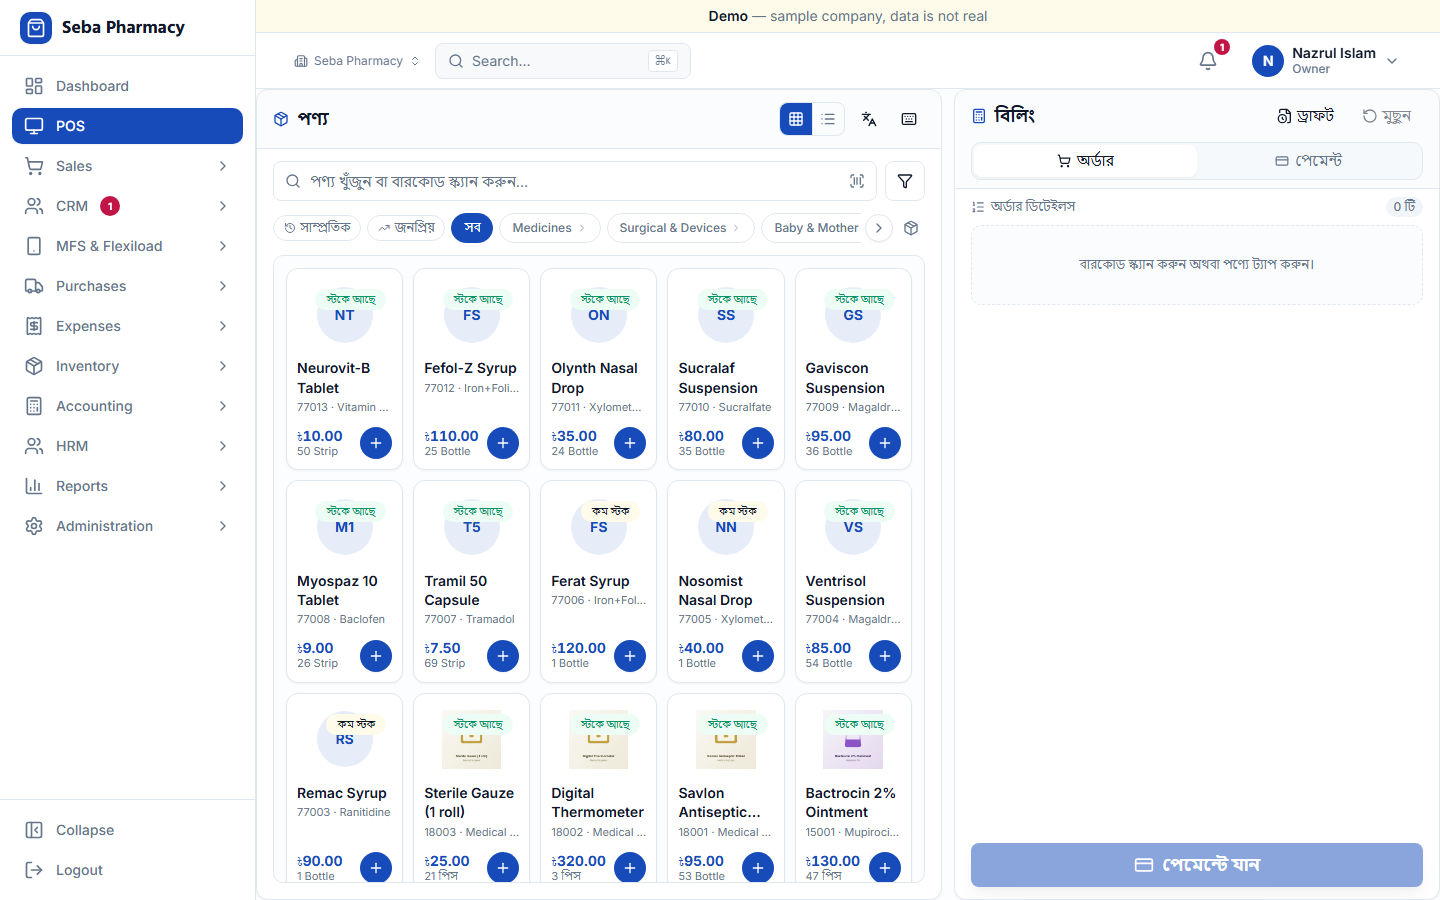 Seba Pharmacy
Dashboard
POS
Sales
CRM 1
MFS & Flexiload
Purchases
Expenses
Inventory
Accounting
HRM
Reports
Administration
Collapse
Logout
Demo — sample company, data is not real
Seba Pharmacy
Search...
⌘K
1
N
Nazrul Islam
Owner
পণ্য
পণ্য খুঁজুন বা বারকোড স্ক্যান করুন...
সাম্প্রতিক
জনপ্রিয়
সব
Medicines
Surgical & Devices
Baby & Mother
স্টকে আছে
NT
Neurovit-B
Tablet
77013 · Vitamin ...
৳10.00
50 Strip
স্টকে আছে
FS
Fefol-Z Syrup
77012 · Iron+Foli...
৳110.00
25 Bottle
স্টকে আছে
ON
Olynth Nasal
Drop
77011 · Xylomet...
৳35.00
24 Bottle
স্টকে আছে
SS
Sucralaf
Suspension
77010 · Sucralfate
৳80.00
35 Bottle
স্টকে আছে
GS
Gaviscon
Suspension
77009 · Magaldr...
৳95.00
36 Bottle
স্টকে আছে
M1
Myospaz 10
Tablet
77008 · Baclofen
৳9.00
26 Strip
স্টকে আছে
T5
Tramil 50
Capsule
77007 · Tramadol
৳7.50
69 Strip
কম স্টক
FS
Ferat Syrup
77006 · Iron+Fol...
৳120.00
1 Bottle
কম স্টক
NN
Nosomist
Nasal Drop
77005 · Xylomet...
৳40.00
1 Bottle
স্টকে আছে
VS
Ventrisol
Suspension
77004 · Magaldr...
৳85.00
54 Bottle
কম স্টক
RS
Remac Syrup
77003 · Ranitidine
৳90.00
1 Bottle
স্টকে আছে
Sterile Gauze
(1 roll)
18003 · Medical ...
৳25.00
21 পিস
স্টকে আছে
Digital Thermometer
Digital
Thermometer
18002 · Medical ...
৳320.00
3 পিস
স্টকে আছে
Savlon
Antiseptic...
18001 · Medical ...
৳95.00
53 Bottle
স্টকে আছে
Bactrocin 2% Ointment
Bactrocin 2%
Ointment
15001 · Mupiroci...
৳130.00
47 পিস
বিলিং
ড্রাফট
মুছুন
অর্ডার
পেমেন্ট
অর্ডার ডিটেইলস
0 টি
বারকোড স্ক্যান করুন অথবা পণ্যে ট্যাপ করুন।
পেমেন্টে যান